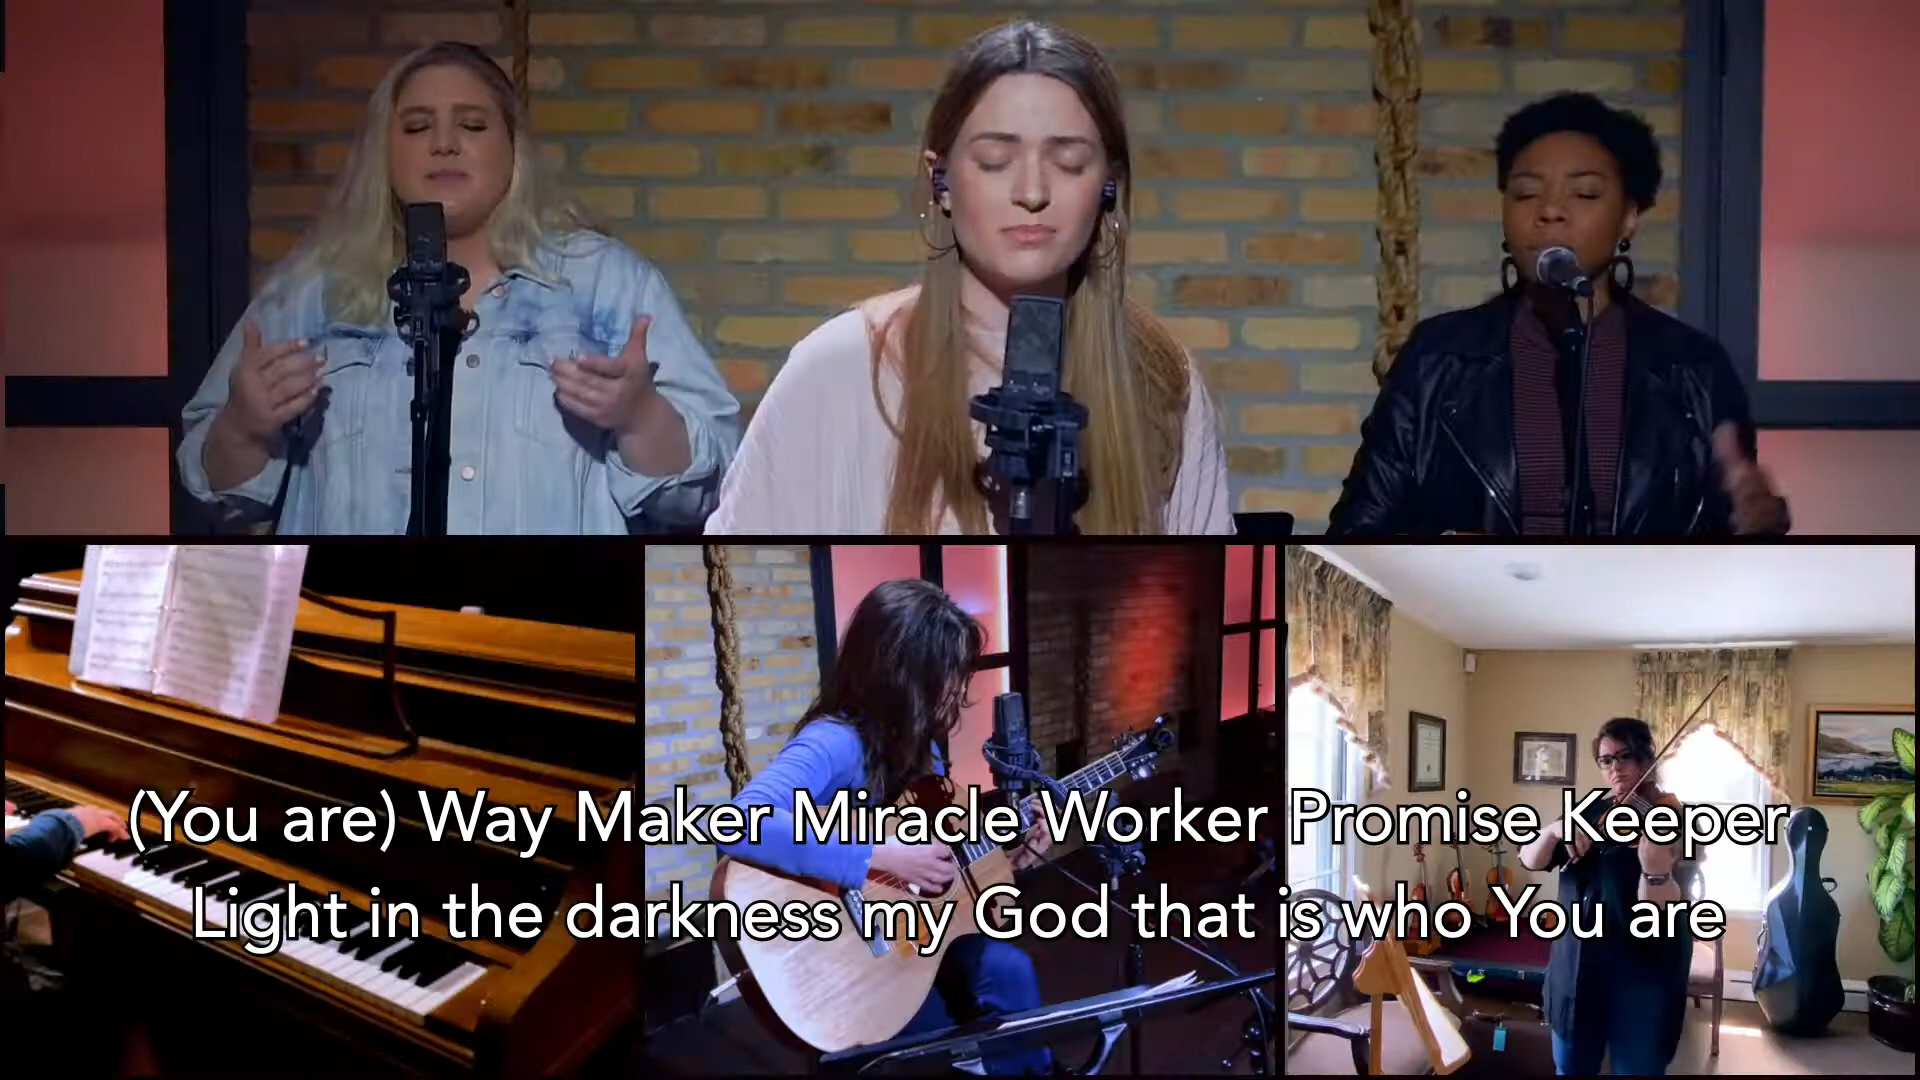 (You are) Way Maker Miracle Worker Promise Keeper
Light in the darkness my God that is who You are